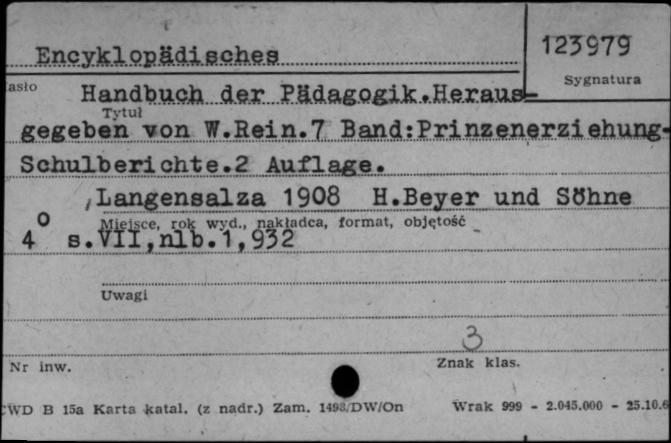 Encyklopädisches
123979
asło
Sygnatura
Handbuch der Pädagogik.Heraus-
Tytuł
gegeben von W.Rein.7 Band:Prinzenerziehung-
Schulberichte.2 Auflage.
Langensalza 1908 H.Beyer und Söhne
Miejsce, rok wyd., nakładca, format, objętość
4° s.VII,nlb.1,932
Uwagi
3
Nr inw.
Znak klas.
CWD B 15a Karta katal. (z nadr.) Zam. 1498/DW/On Wrak 999 - 2.045.000 - 25.10.6